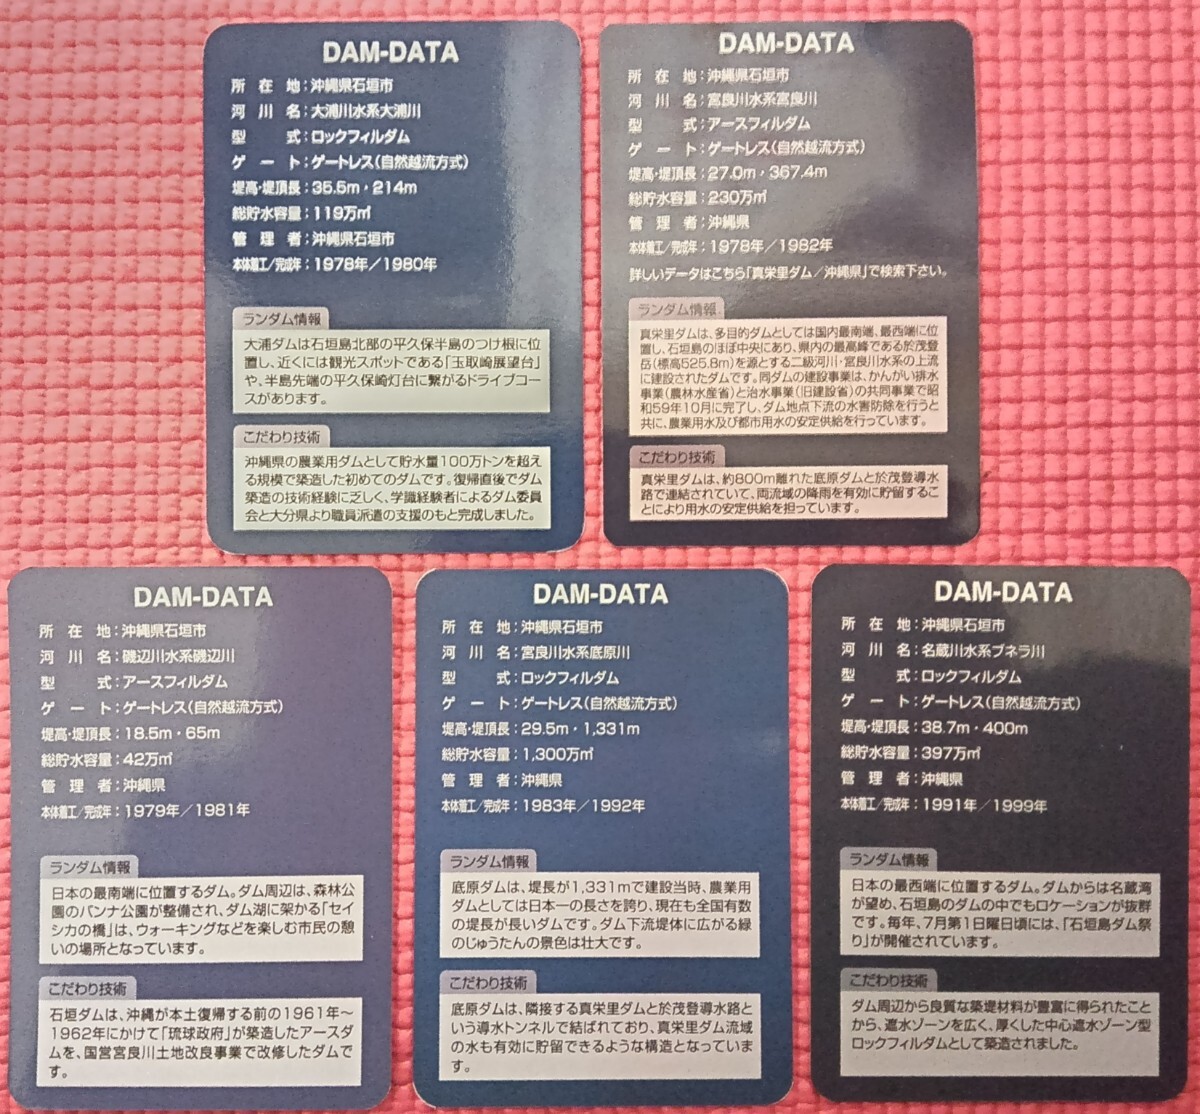 DAM-DATA
所在地:沖縄県石垣市
河川名:大浦川水系大浦川
型式:ロックフィルダム
ゲート:ゲートレス(自然越流方式)
堤高・堤頂長:35.5m・214m
総貯水容量:119万㎥
管理者:沖縄県石垣市
本体着工/完成年:1978年/1980年
ランダム情報
大浦ダムは石垣島北部の平久保半島のつけ根に位
置し、近くには観光スポットである「玉取崎展望台」
や、半島先端の平久保崎灯台に繋がるドライブコー
スがあります。
こだわり技術
沖縄県の農業用ダムとして貯水量100万トンを超え
る規模で築造した初めてのダムです。復帰直後でダム
築造の技術経験に乏しく、学識経験者によるダム委員
会と大分県より職員派遣の支援のもと完成しました。
DAM-DATA
所在地:沖縄県石垣市
河川名:宮良川水系宮良川
型式:アースフィルダム
ゲート:ゲートレス(自然越流方式)
堤高・堤頂長:27.0m・367.4m
総貯水容量:230万㎥
管理者:沖縄県
本体着工/完成年:1978年/1982年
詳しいデータはこちら「真栄里ダム/沖縄県」で検索下さい。
ランダム情報
真栄里ダムは、多目的ダムとしては国内最南端、最西端に位
置し、石垣島のほぼ中央にあり、県内の最高峰である於茂登
岳(標高525.8m)を源とする二級河川・宮良川水系の上流
に建設されたダムです。同ダムの建設事業は、かんがい排水
事業(農林水産省)と治水事業(旧建設省)の共同事業で昭
和59年10月に完了し、ダム地点下流の水害防除を行うと
共に、農業用水及び都市用水の安定供給を行っています。
こだわり技術
真栄里ダムは、約800m離れた底原ダムと於茂登導水
路で連結されていて、両流域の降雨を有効に貯留するこ
とにより用水の安定供給を担っています。
DAM-DATA
所在地:沖縄県石垣市
河川名:磯辺川水系磯辺川
型式:アースフィルダム
ゲート:ゲートレス(自然越流方式)
堤高・堤頂長:18.5m・65m
総貯水容量:42万㎥
管理者:沖縄県
本体着工/完成年:1979年/1981年
ランダム情報
日本の最南端に位置するダム。ダム周辺は、森林公
園のバンナ公園が整備され、ダム湖に架かる「セイ
シカの橋」は、ウォーキングなどを楽しむ市民の憩
いの場所となっています。
こだわり技術
石垣ダムは、沖縄が本土復帰する前の1961年~
1962年にかけて「琉球政府」が築造したアースダ
ムを、国営宮良川土地改良事業で改修したダムで
す。
DAM-DATA
所在地:沖縄県石垣市
河川名:宮良川水系底原川
型式:ロックフィルダム
ゲート:ゲートレス(自然越流方式)
堤高・堤頂長:29.5m・1,331m
総貯水容量:1,300万㎥
管理者:沖縄県
本体着工/完成年:1983年/1992年
ランダム情報
底原ダムは、堤長が1,331mで建設当時、農業用
ダムとしては日本一の長さを誇り、現在も全国有数
の堤長が長いダムです。ダム下流堤体に広がる緑
のじゅうたんの景色は壮大です。
こだわり技術
底原ダムは、隣接する真栄里ダムと於茂登導水路
という導水トンネルで結ばれており、真栄里ダム流域
の水も有効に貯留できるような構造となっていま
す。
DAM-DATA
所在地:沖縄県石垣市
河川名:名蔵川水系ブネラ川
型式:ロックフィルダム
ゲート:ゲートレス(自然越流方式)
堤高・堤頂長:38.7m・400m
総貯水容量:397万㎥
管理者:沖縄県
本体着工/完成年:1991年/1999年
ランダム情報
日本の最西端に位置するダム。ダムからは名蔵湾
が望め、石垣島のダムの中でもロケーションが抜群
です。毎年、7月第1日曜日頃には、「石垣島ダム祭
り」が開催されています。
こだわり技術
ダム周辺から良質な築堤材料が豊富に得られたこと
から、遮水ゾーンを広く、厚くした中心遮水ゾーン型
ロックフィルダムとして築造されました。